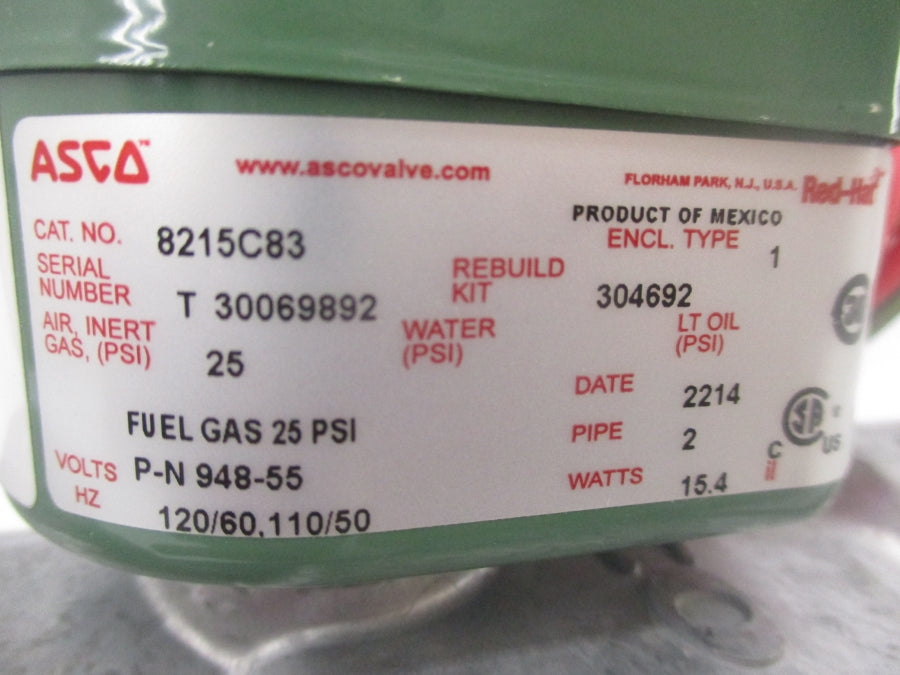 ASCO™
www.ascovalve.com
FLORHAM PARK, N.J., U.S.A. Red-Hat
PRODUCT OF MEXICO
CAT. NO. 8215C83
ENCL. TYPE 1
SERIAL NUMBER T 30069892
REBUILD KIT 304692
AIR, INERT GAS, (PSI) 25
WATER (PSI)
LT OIL (PSI)
DATE 2214
FUEL GAS 25 PSI
PIPE 2
VOLTS HZ P-N 948-55
WATTS 15.4
120/60,110/50
C US